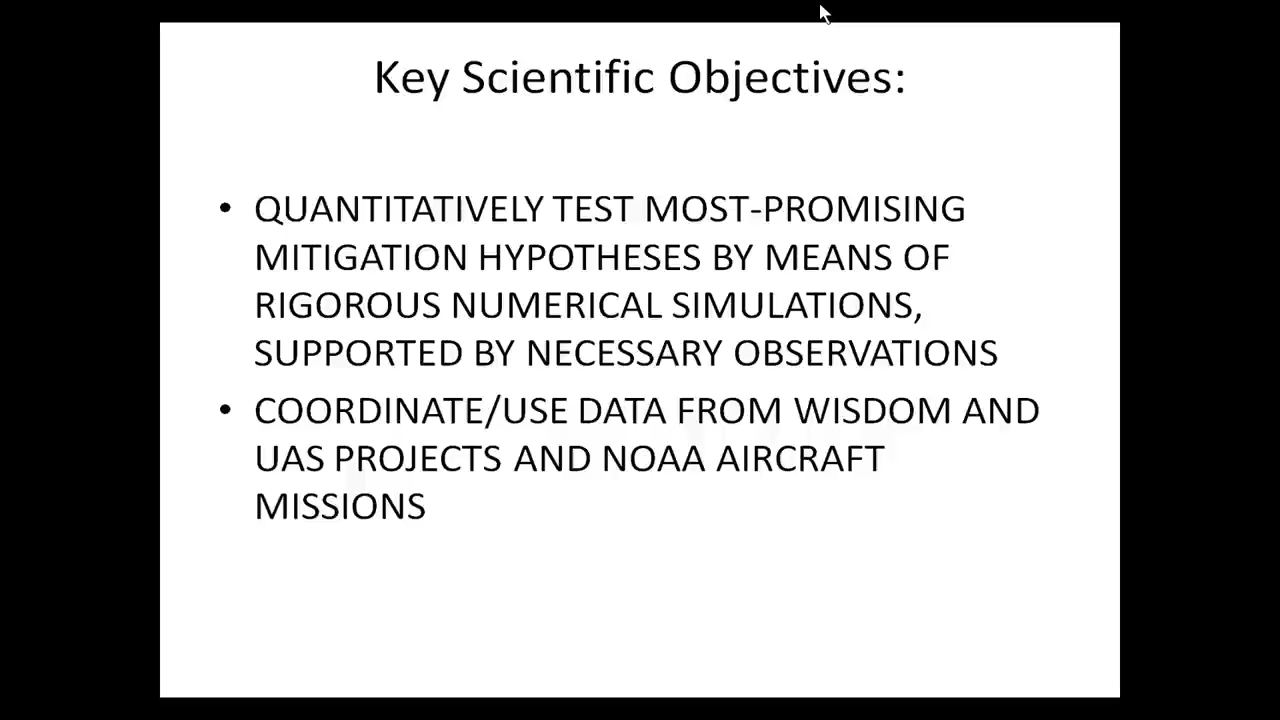 Key Scientific Objectives:
• QUANTITATIVELY TEST MOST-PROMISING
MITIGATION HYPOTHESES BY MEANS OF
RIGOROUS NUMERICAL SIMULATIONS,
SUPPORTED BY NECESSARY OBSERVATIONS
• COORDINATE/USE DATA FROM WISDOM AND
UAS PROJECTS AND NOAA AIRCRAFT
MISSIONS